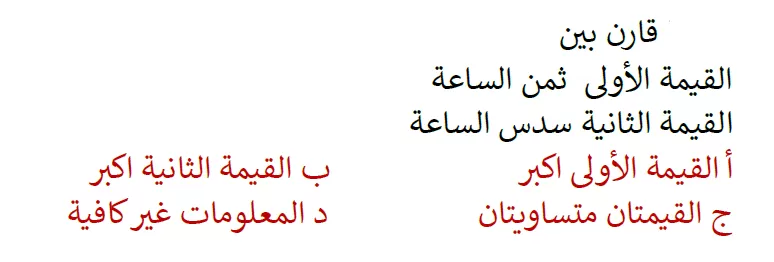 قارن بين
القيمة الأولى ثمن الساعة
القيمة الثانية سدس الساعة
أ القيمة الأولى اكبر ب القيمة الثانية اكبر
ج القيمتان متساويتان د المعلومات غير كافية